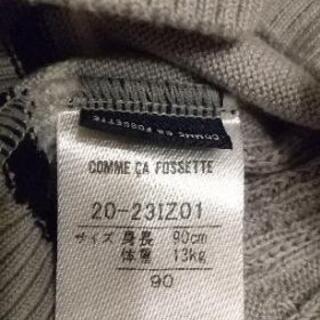 COMME ÇA FOSSETTE
COMME ÇA FOSSETTE
20-23IZ01
サイズ 身長 90cm
体重 13kg
90